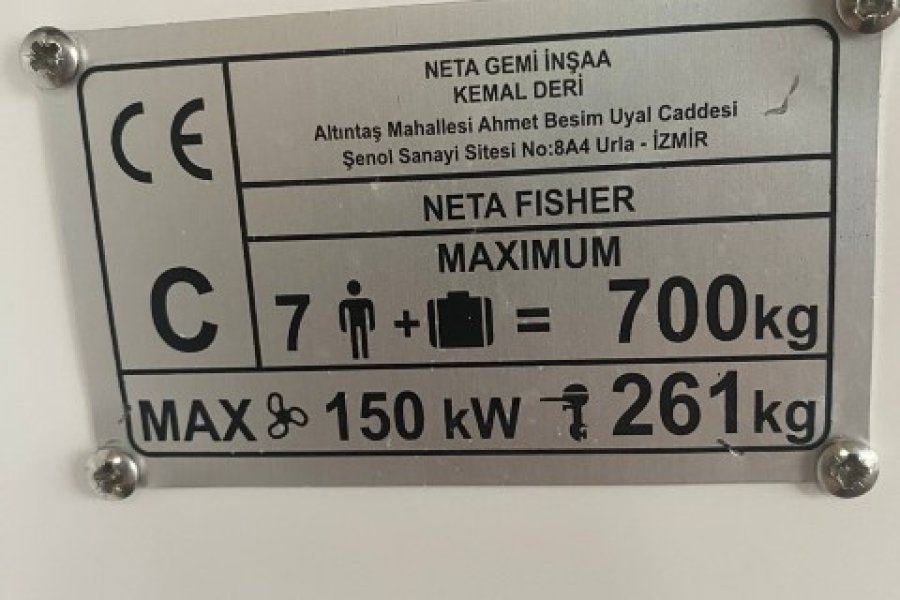 NETA GEMİ İNŞAA
KEMAL DERİ
Altıntaş Mahallesi Ahmet Besim Uyal Caddesi
Şenol Sanayi Sitesi No:8A4 Urla - İZMİR
CE
NETA FISHER
MAXIMUM
C
7 + = 700kg
MAX 150 kW 261kg